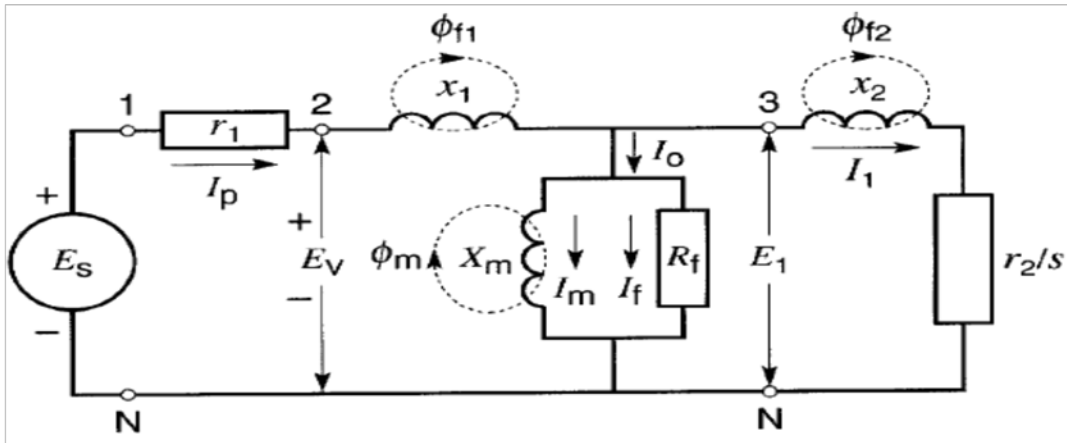 ϕf1
ϕf2
x1
x2
1
2
3
r1
Io
Ip
I1
+
+
Es
Ev
ϕm
Xm
Im
If
Rf
E1
r2/s
−
−
N
N